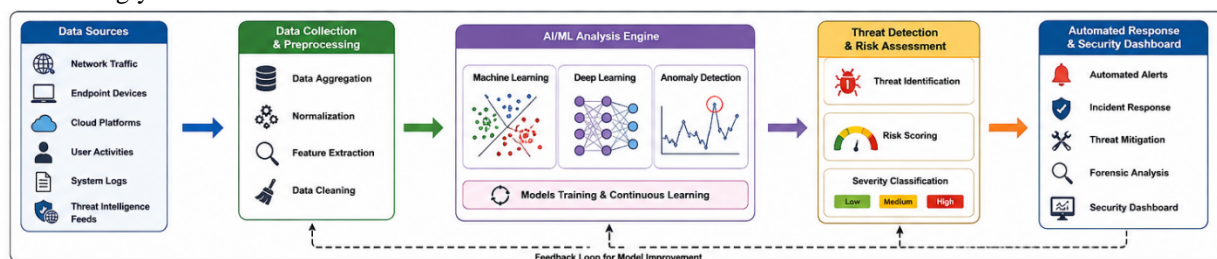 Data Sources
Network Traffic
Endpoint Devices
Cloud Platforms
User Activities
System Logs
Threat Intelligence
Feeds
Data Collection
& Preprocessing
Data Aggregation
Normalization
Feature Extraction
Data Cleaning
AI/ML Analysis Engine
Machine Learning
Deep Learning
Anomaly Detection
Models Training & Continuous Learning
Threat Detection
& Risk Assessment
Threat Identification
Risk Scoring
Severity Classification
Low
Medium
High
Automated Response
& Security Dashboard
Automated Alerts
Incident Response
Threat Mitigation
Forensic Analysis
Security Dashboard
Feedback Loop for Model Improvement